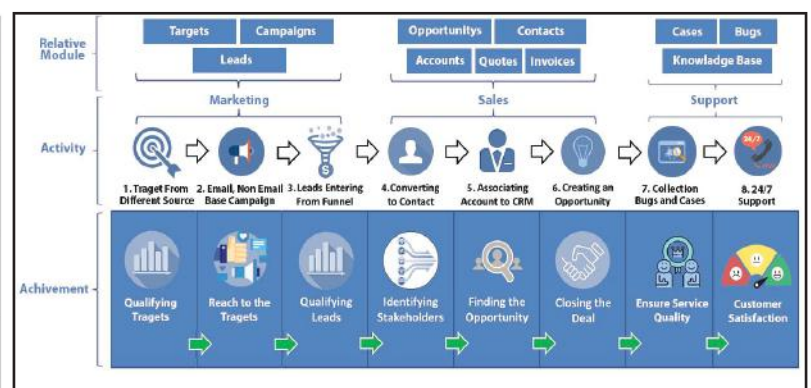 Relative
Module
Targets
Campaigns
Leads
Opportunitys
Contacts
Accounts
Quotes
Invoices
Cases
Bugs
Knowladge Base
Marketing
Sales
Support
Activity
1. Traget From
Different Source
2. Email, Non Email
Base Campaign
3. Leads Entering
From Funnel
S
4.Converting
to Contact
5. Associating
Account to CRM
6. Creating an
Opportunity
7. Collection
Bugs and Cases
24/7
8. 24/7
Support
Achivement
Qualifying
Tragets
Reach to the
Tragets
Qualifying
Leads
Identifying
Stakeholders
Finding the
Opportunity
Closing the
Deal
Ensure Service
Quality
Customer
Satisfaction